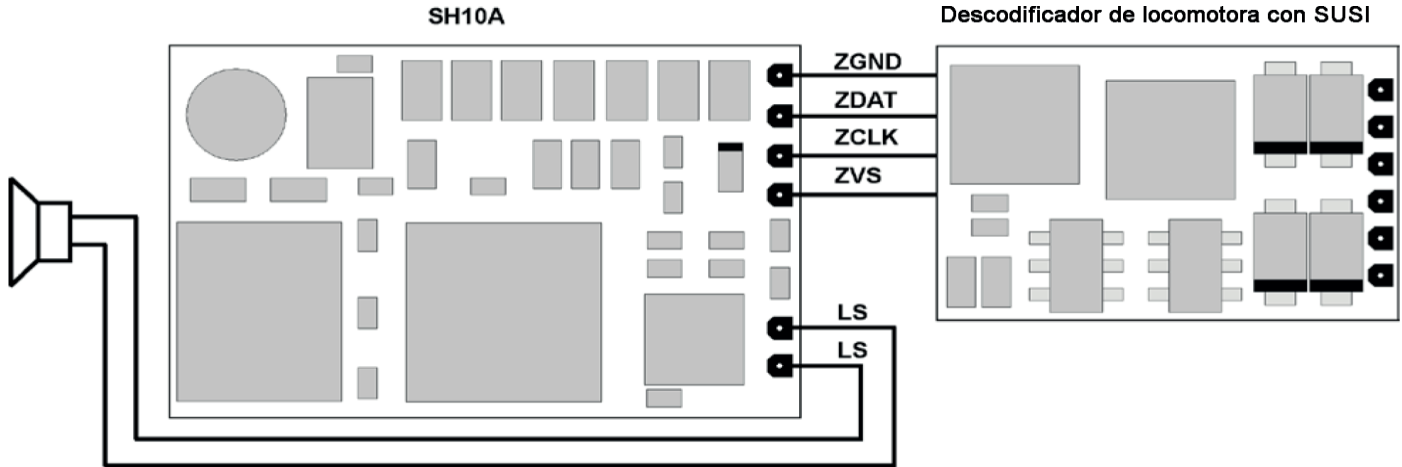 SH10A
Descodificador de locomotora con SUSI
ZGND
ZDAT
ZCLK
ZVS
LS
LS